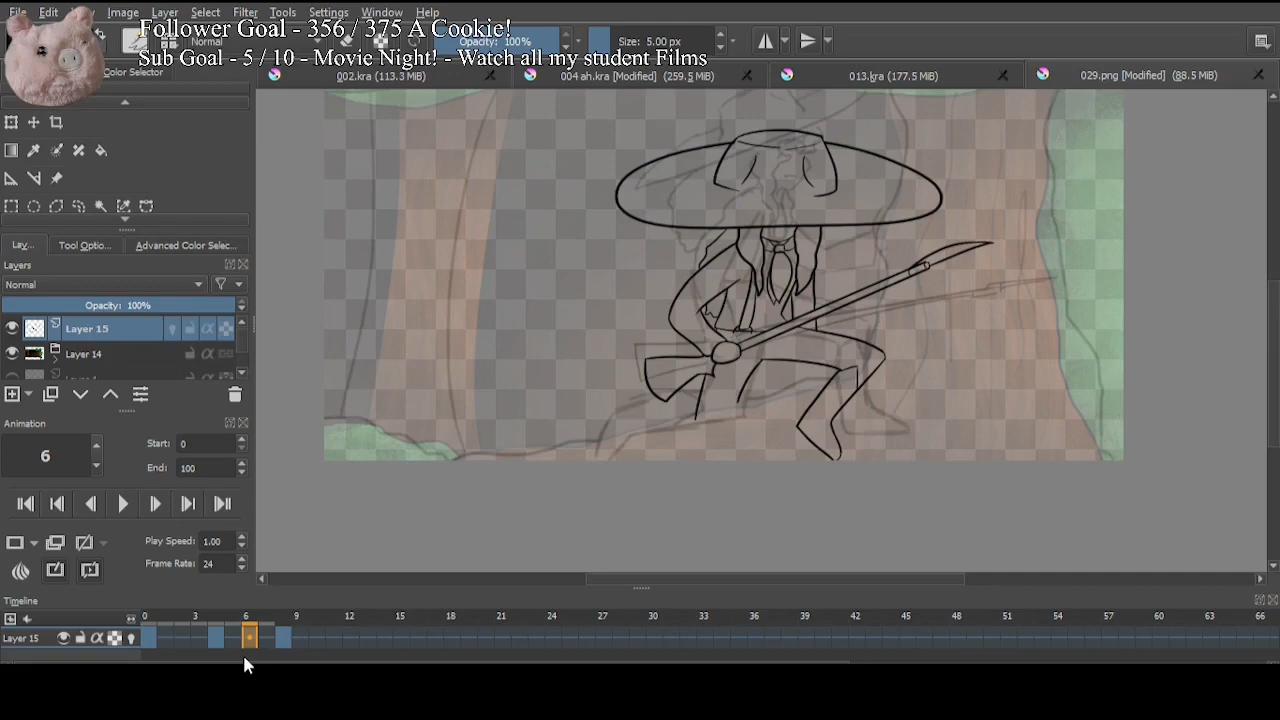 File Edit View Image Layer Select Filter Tools Settings Window Help
Follower Goal - 356 / 375 A Cookie!
Normal
Opacity: 100%
Size: 5.00 px
Sub Goal - 5 / 10 - Movie Night! - Watch all my student Films
Color Selector
002.kra (113.3 MiB)
004 ah.kra [Modified] (259.5 MiB)
013.kra (177.5 MiB)
029.png [Modified] (88.5 MiB)
Lay...
Tool Optio...
Advanced Color Selec...
Layers
Normal
Opacity: 100%
Layer 15
Layer 14
Animation
6
Start: 0
End: 100
Play Speed: 1.00
Frame Rate: 24
Timeline
0 3 6 9 12 15 18 21 24 27 30 33 36 39 42 45 48 51 54 57 60 63 66
Layer 15